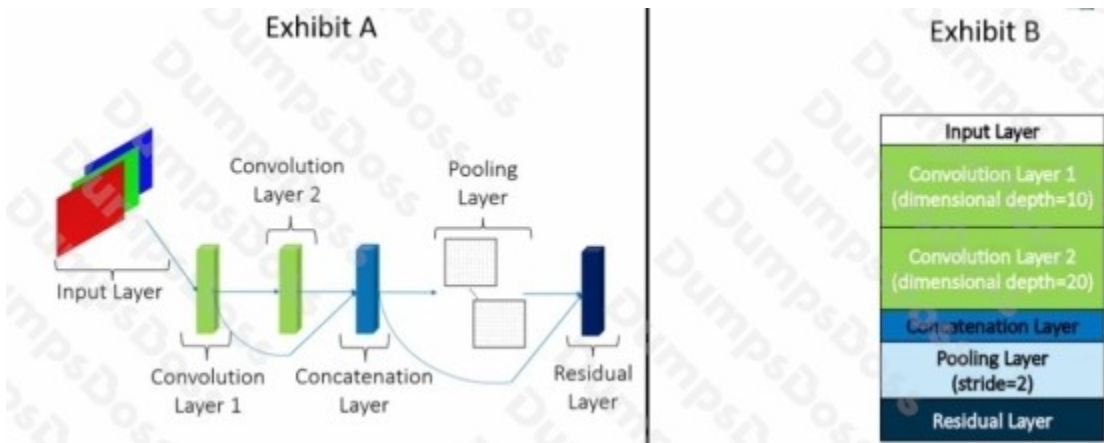 Exhibit A
Convolution
Layer 2
Pooling
Layer
Input Layer
Convolution
Layer 1
Concatenation
Layer
Residual
Layer
Exhibit B
Input Layer
Convolution Layer 1
(dimensional depth=10)
Convolution Layer 2
(dimensional depth=20)
Concatenation Layer
Pooling Layer
(stride=2)
Residual Layer
DumpsDoss